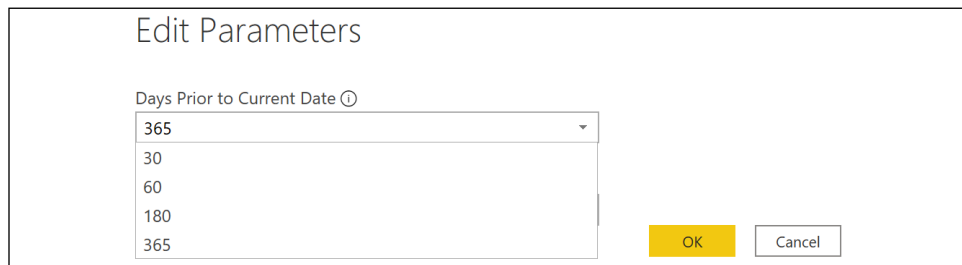 Edit Parameters
Days Prior to Current Date
365
30
60
180
365
OK
Cancel